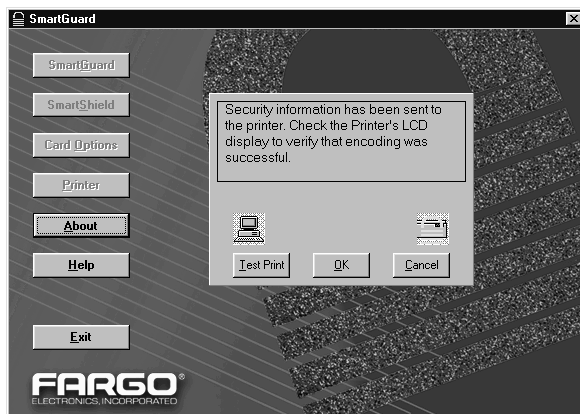 SmartGuard
SmartGuard
SmartShield
Card Options
Printer
About
Help
Exit
Security information has been sent to
the printer. Check the Printer's LCD
display to verify that encoding was
successful.
Test Print
OK
Cancel
FARGO®
ELECTRONICS, INCORPORATED